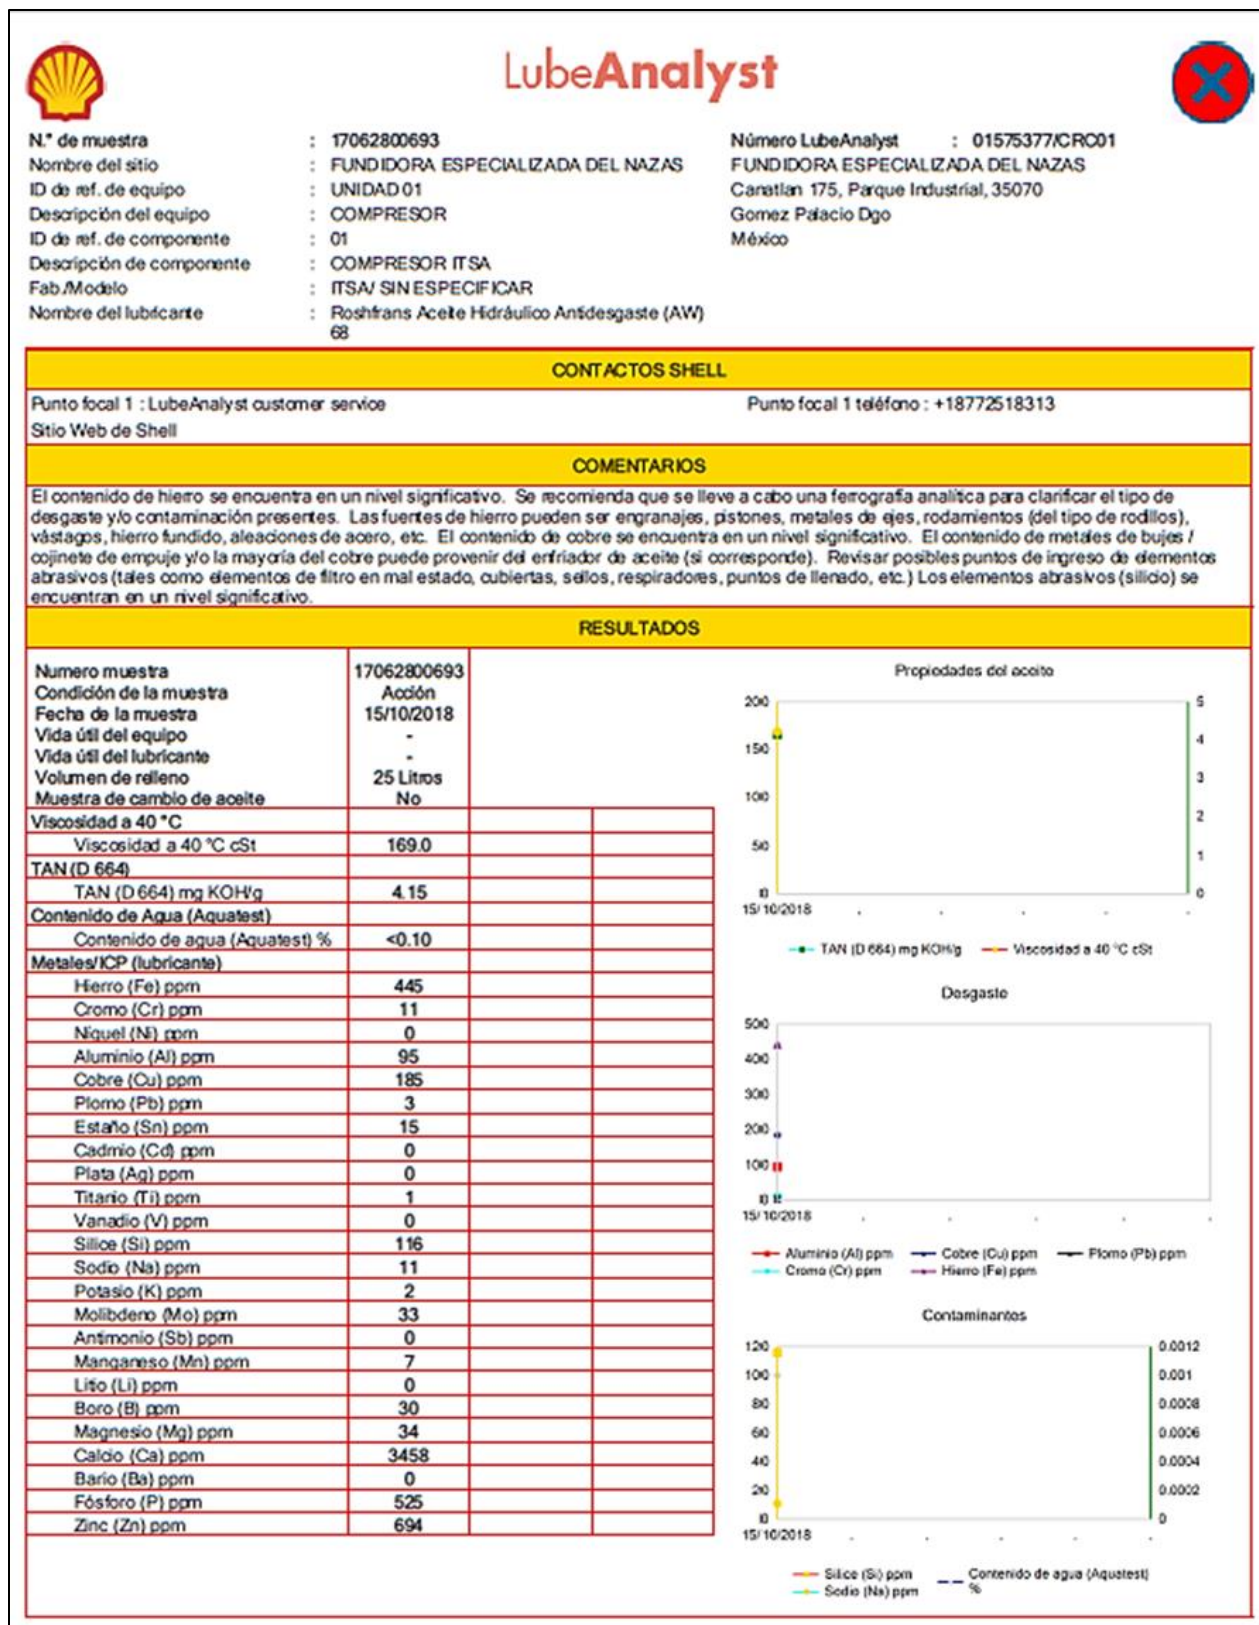 LubeAnalyst
N.° de muestra : 17062800693
Nombre del sitio : FUNDIDORA ESPECIALIZADA DEL NAZAS
ID de ref. de equipo : UNIDAD 01
Descripción del equipo : COMPRESOR
ID de ref. de componente : 01
Descripción de componente : COMPRESOR ITSA
Fab./Modelo : ITSA/ SIN ESPECIFICAR
Nombre del lubricante : Roshfrans Aceite Hidráulico Antidesgaste (AW)
68
Número LubeAnalyst : 01575377/CRC01
FUNDIDORA ESPECIALIZADA DEL NAZAS
Canatlan 175, Parque Industrial, 35070
Gomez Palacio Dgo
México
CONTACTOS SHELL
Punto focal 1 : LubeAnalyst customer service Punto focal 1 teléfono : +18772518313
Sitio Web de Shell
COMENTARIOS
El contenido de hierro se encuentra en un nivel significativo. Se recomienda que se lleve a cabo una ferrografía analítica para clarificar el tipo de
desgaste y/o contaminación presentes. Las fuentes de hierro pueden ser engranajes, pistones, metales de ejes, rodamientos (del tipo de rodillos),
vástagos, hierro fundido, aleaciones de acero, etc. El contenido de cobre se encuentra en un nivel significativo. El contenido de metales de bujes /
cojinete de empuje y/o la mayoría del cobre puede provenir del enfriador de aceite (si corresponde). Revisar posibles puntos de ingreso de elementos
abrasivos (tales como elementos de filtro en mal estado, cubiertas, sellos, respiradores, puntos de llenado, etc.) Los elementos abrasivos (silicio) se
encuentran en un nivel significativo.
RESULTADOS
Numero muestra 17062800693
Condición de la muestra Acción
Fecha de la muestra 15/10/2018
Vida útil del equipo -
Vida útil del lubricante -
Volumen de relleno 25 Litros
Muestra de cambio de aceite No
Viscosidad a 40 °C
Viscosidad a 40 °C cSt 169.0
TAN (D 664)
TAN (D 664) mg KOH/g 4.15
Contenido de Agua (Aquatest)
Contenido de agua (Aquatest) % <0.10
Metales/ICP (lubricante)
Hierro (Fe) ppm 445
Cromo (Cr) ppm 11
Níquel (Ni) ppm 0
Aluminio (Al) ppm 95
Cobre (Cu) ppm 185
Plomo (Pb) ppm 3
Estaño (Sn) ppm 15
Cadmio (Cd) ppm 0
Plata (Ag) ppm 0
Titanio (Ti) ppm 1
Vanadio (V) ppm 0
Silice (Si) ppm 116
Sodio (Na) ppm 11
Potasio (K) ppm 2
Molibdeno (Mo) ppm 33
Antimonio (Sb) ppm 0
Manganeso (Mn) ppm 7
Litio (Li) ppm 0
Boro (B) ppm 30
Magnesio (Mg) ppm 34
Calcio (Ca) ppm 3458
Bario (Ba) ppm 0
Fósforo (P) ppm 525
Zinc (Zn) ppm 694
Propiedades del aceite
200 5
150 4
3
100
2
50
1
0 0
15/10/2018
TAN (D 664) mg KOH/g Viscosidad a 40 °C cSt
Desgaste
500
400
300
200
100
0
15/10/2018
Aluminio (Al) ppm Cobre (Cu) ppm Plomo (Pb) ppm
Cromo (Cr) ppm Hierro (Fe) ppm
Contaminantes
120 0.0012
100 0.001
80 0.0008
60 0.0006
40 0.0004
20 0.0002
0 0
15/10/2018
Silice (Si) ppm Contenido de agua (Aquatest)
Sodio (Na) ppm %